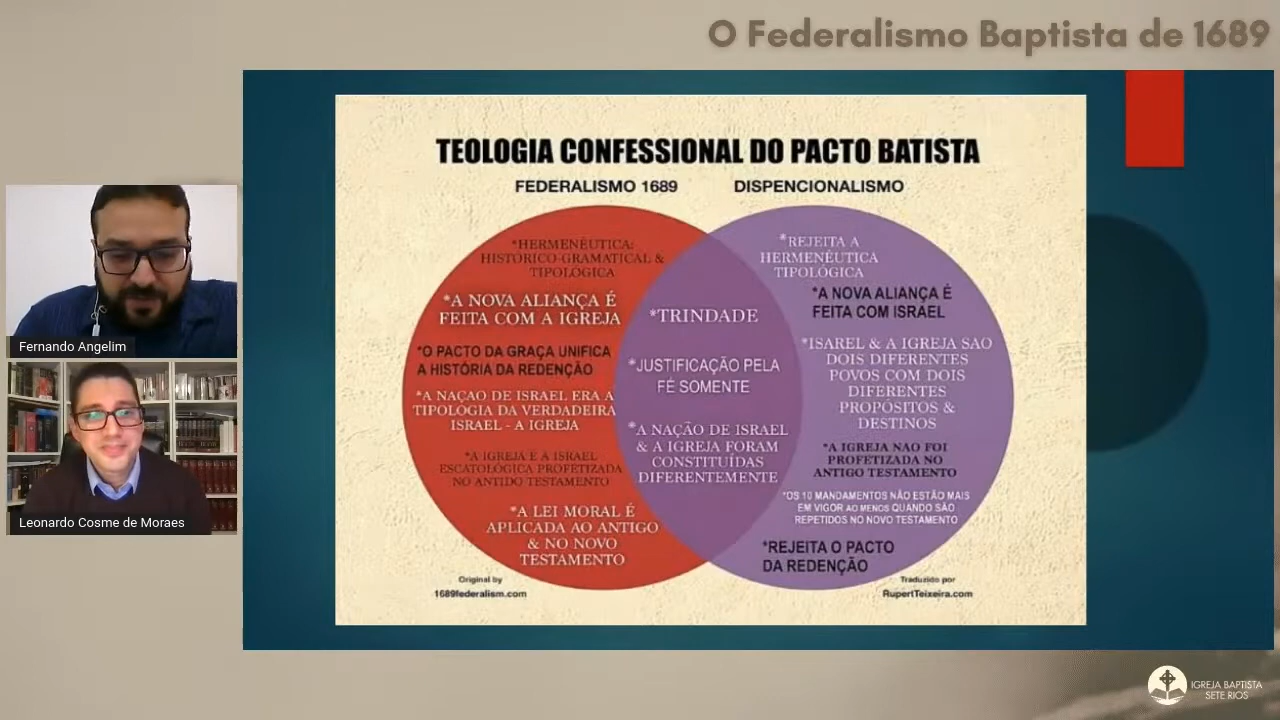 O Federalismo Baptista de 1689
TEOLOGIA CONFESSIONAL DO PACTO BATISTA
FEDERALISMO 1689
*HERMENÊUTICA:
HISTÓRICO-GRAMATICAL &
TIPOLÓGICA
*A NOVA ALIANÇA É
FEITA COM A IGREJA
*O PACTO DA GRAÇA UNIFICA
A HISTÓRIA DA REDENÇÃO
*A NAÇAO DE ISRAEL ERA A
TIPOLOGIA DA VERDADEIRA
ISRAEL - A IGREJA
*A IGREJA É A ISRAEL
ESCATOLÓGICA PROFETIZADA
NO ANTIDO TESTAMENTO
*A LEI MORAL É
APLICADA AO ANTIGO
& NO NOVO
TESTAMENTO
*TRINDADE
*JUSTIFICAÇÃO PELA
FÉ SOMENTE
*A NAÇÃO DE ISRAEL
& A IGREJA FORAM
CONSTITUÍDAS
DIFERENTEMENTE
DISPENCIONALISMO
*REJEITA A
HERMENÊUTICA
TIPOLÓGICA
*A NOVA ALIANÇA É
FEITA COM ISRAEL
*ISAREL & A IGREJA SAO
DOIS DIFERENTES
POVOS COM DOIS
DIFERENTES
PROPÓSITOS &
DESTINOS
*A IGREJA NAO FOI
PROFETIZADA NO
ANTIGO TESTAMENTO
*OS 10 MANDAMENTOS NÃO ESTÃO MAIS
EM VIGOR AO MENOS QUANDO SÃO
REPETIDOS NO NOVO TESTAMENTO
*REJEITA O PACTO
DA REDENÇÃO
Original by
1689federalism.com
Traduzido por
RupertTeixeira.com
Fernando Angelim
Leonardo Cosme de Moraes
IGREJA BAPTISTA
SETE RIOS